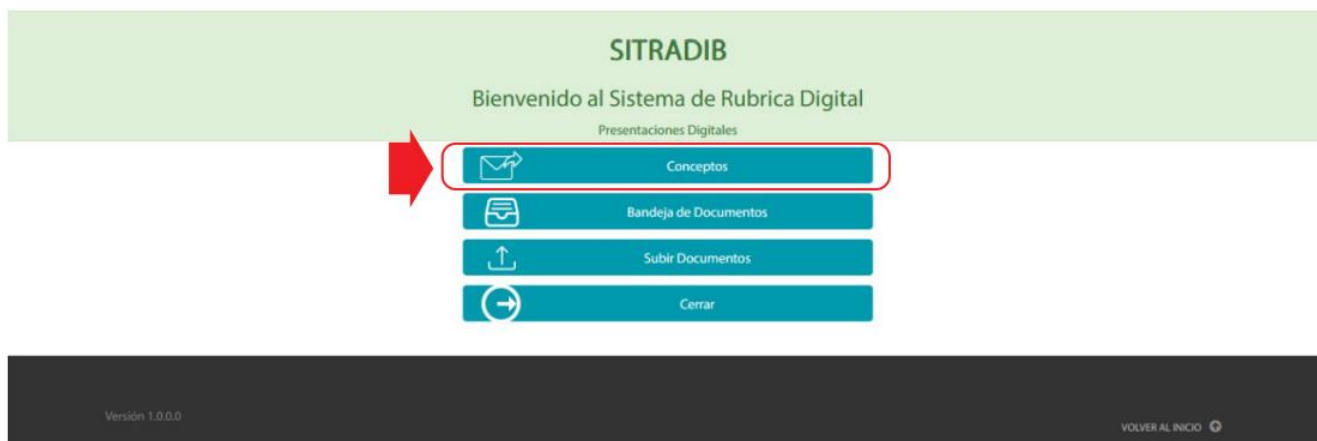 SITRADIB
Bienvenido al Sistema de Rubrica Digital
Presentaciones Digitales
Conceptos
Bandeja de Documentos
Subir Documentos
Cerrar
Versión 1.0.0.0
VOLVER AL INICIO